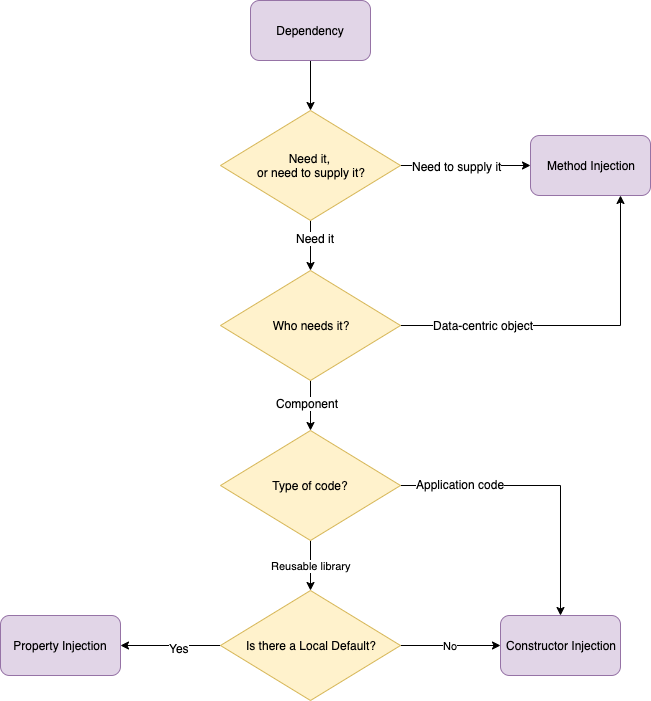 Dependency
Need it,
or need to supply it?
Need to supply it
Method Injection
Need it
Who needs it?
Data-centric object
Component
Type of code?
Application code
Reusable library
Property Injection
Yes
Is there a Local Default?
No
Constructor Injection